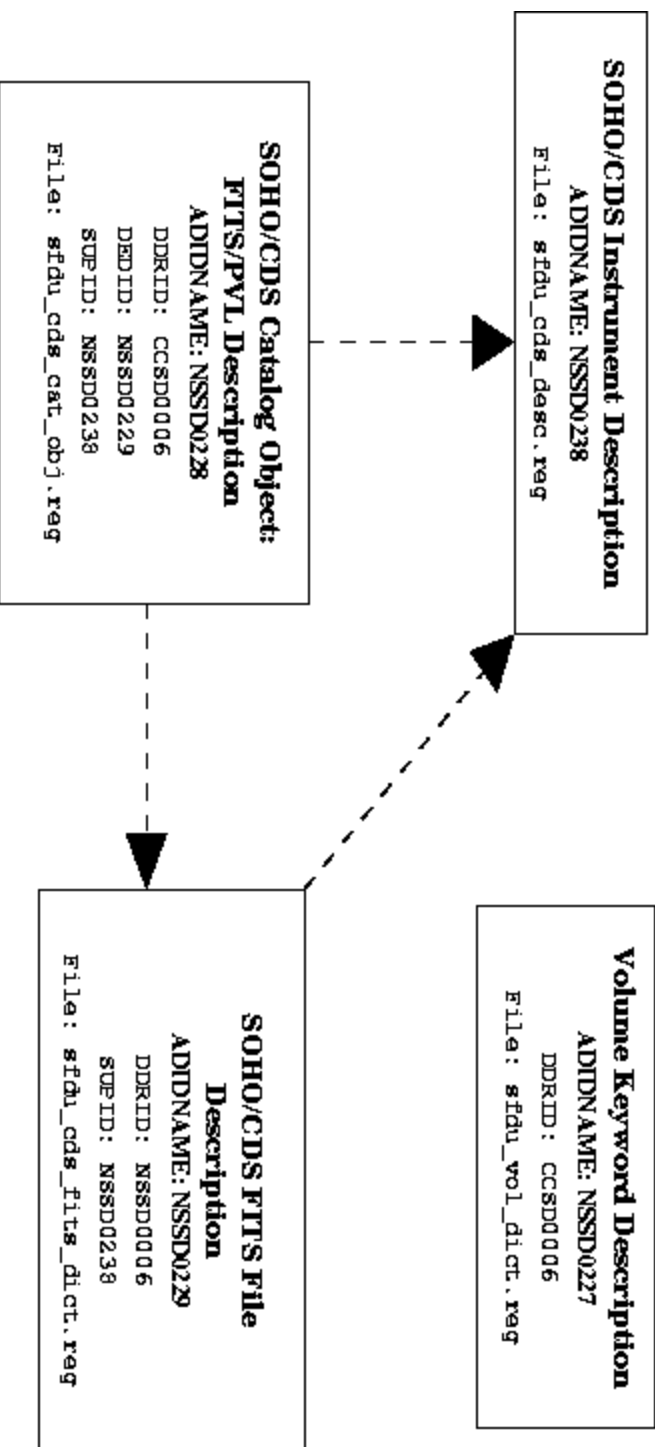 SOHO/CDS Instrument Description
ADIDNAME: NSSD0238
File: sfdu_cds_desc.reg
Volume Keyword Description
ADIDNAME: NSSD0227
DDRID: CCSD0006
File: sfdu_vol_dict.reg
SOHO/CDS Catalog Object:
FITS/PVL Description
ADIDNAME: NSSD0228
DDRID: CCSD0006
DEDID: NSSD0229
SUPID: NSSD0238
File: sfdu_cds_cat_obj.reg
SOHO/CDS FITS File
Description
ADIDNAME: NSSD0229
DDRID: NSSD0006
SUPID: NSSD0238
File: sfdu_cds_fits_dict.reg